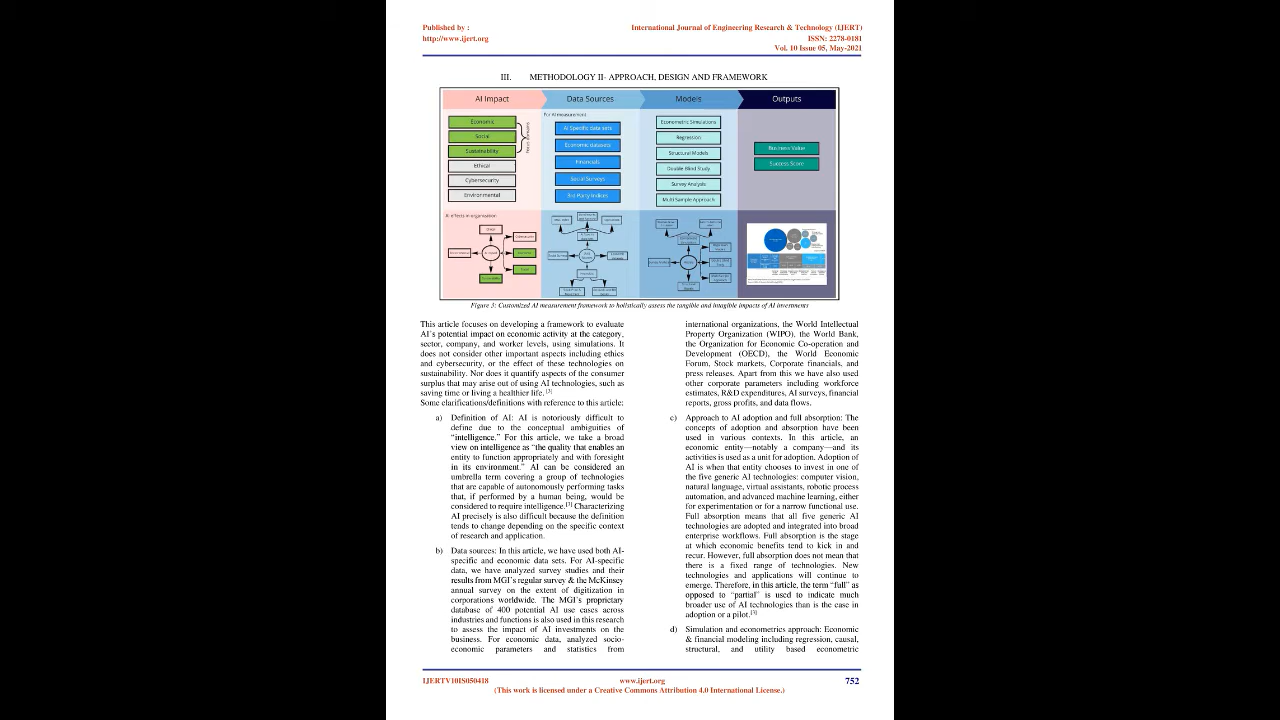 Published by :
International Journal of Engineering Research & Technology (IJERT)
http://www.ijert.org
ISSN: 2278-0181
Vol. 10 Issue 05, May-2021
III. METHODOLOGY II- APPROACH, DESIGN AND FRAMEWORK
AI Impact
Economic
Social
Sustainability
Ethical
Cybersecurity
Environmental
Data Sources
For AI measurement
AI Specific data sets
Economic datasets
Financials
Social Surveys
3rd Party Indices
Models
Econometric Simulations
Regression
Structural Models
Double Blind Study
Survey Analysis
Multi Sample Approach
Outputs
Business Value
Success Score
AI effects in organization
Figure 3: Customized AI measurement framework to holistically assess the tangible and intagible impacts of AI investments
This article focuses on developing a framework to evaluate
AI's potential impact on economic activity at the category,
sector, company, and worker levels, using simulations. It
does not consider other important aspects including ethics
and cybersecurity, or the effect of these technologies on
sustainability. Nor does it quantify aspects of the consumer
surplus that may arise out of using AI technologies, such as
saving time or living a healthier life. [3]
Some clarifications/definitions with reference to this article:
a) Definition of AI: AI is notoriously difficult to
define due to the conceptual ambiguities of
“intelligence.” For this article, we take a broad
view on intelligence as “the quality that enables an
entity to function appropriately and with foresight
in its environment.” AI can be considered an
umbrella term covering a group of technologies
that are capable of autonomously performing tasks
that, if performed by a human being, would be
considered to require intelligence.[3] Characterizing
AI precisely is also difficult because the definition
tends to change depending on the specific context
of research and application.
b) Data sources: In this article, we have used both AI-
specific and economic data sets. For AI-specific
data, we have analyzed survey studies and their
results from MGI's regular survey & the McKinsey
annual survey on the extent of digitization in
corporations worldwide. The MGI's proprietary
database of 400 potential AI use cases across
industries and functions is also used in this research
to assess the impact of AI investments on the
business. For economic data, analyzed socio-
economic parameters and statistics from
international organizations, the World Intellectual
Property Organization (WIPO), the World Bank,
the Organization for Economic Co-operation and
Development (OECD), the World Economic
Forum, Stock markets, Corporate financials, and
press releases. Apart from this we have also used
other corporate parameters including workforce
estimates, R&D expenditures, AI surveys, financial
reports, gross profits, and data flows.
c) Approach to AI adoption and full absorption: The
concepts of adoption and absorption have been
used in various contexts. In this article, an
economic entity—notably a company—and its
activities is used as a unit for adoption. Adoption of
AI is when that entity chooses to invest in one of
the five generic AI technologies: computer vision,
natural language, virtual assistants, robotic process
automation, and advanced machine learning, either
for experimentation or for a narrow functional use.
Full absorption means that all five generic AI
technologies are adopted and integrated into broad
enterprise workflows. Full absorption is the stage
at which economic benefits tend to kick in and
recur. However, full absorption does not mean that
there is a fixed range of technologies. New
technologies and applications will continue to
emerge. Therefore, in this article, the term “full” as
opposed to “partial” is used to indicate much
broader use of AI technologies than is the case in
adoption or a pilot.[3]
d) Simulation and econometrics approach: Economic
& financial modeling including regression, causal,
structural, and utility based econometric
IJERTV10IS050418
www.ijert.org
752
(This work is licensed under a Creative Commons Attribution 4.0 International License.)